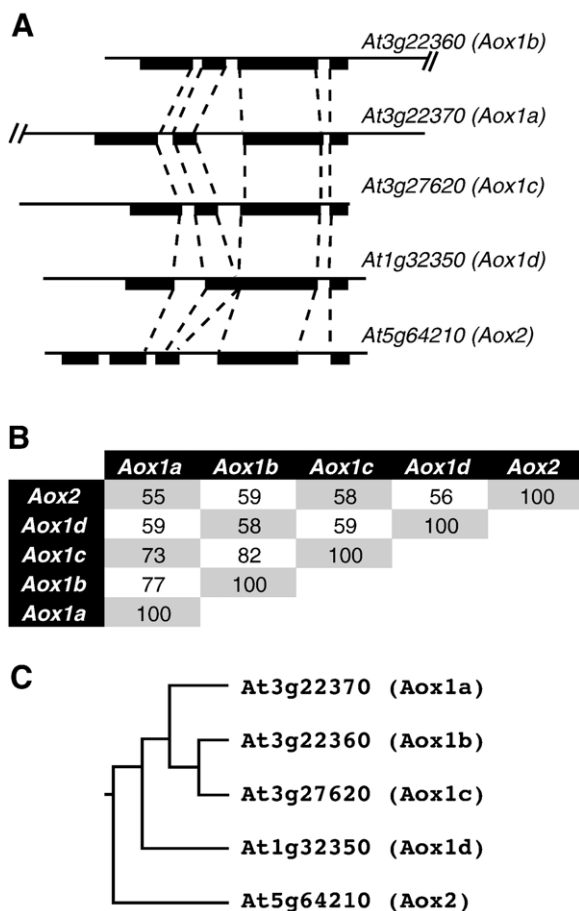 A
At3g22360 (Aox1b)
At3g22370 (Aox1a)
At3g27620 (Aox1c)
At1g32350 (Aox1d)
At5g64210 (Aox2)
B
Aox1a Aox1b Aox1c Aox1d Aox2
Aox2 55 59 58 56 100
Aox1d 59 58 59 100
Aox1c 73 82 100
Aox1b 77 100
Aox1a 100
C
At3g22370 (Aox1a)
At3g22360 (Aox1b)
At3g27620 (Aox1c)
At1g32350 (Aox1d)
At5g64210 (Aox2)